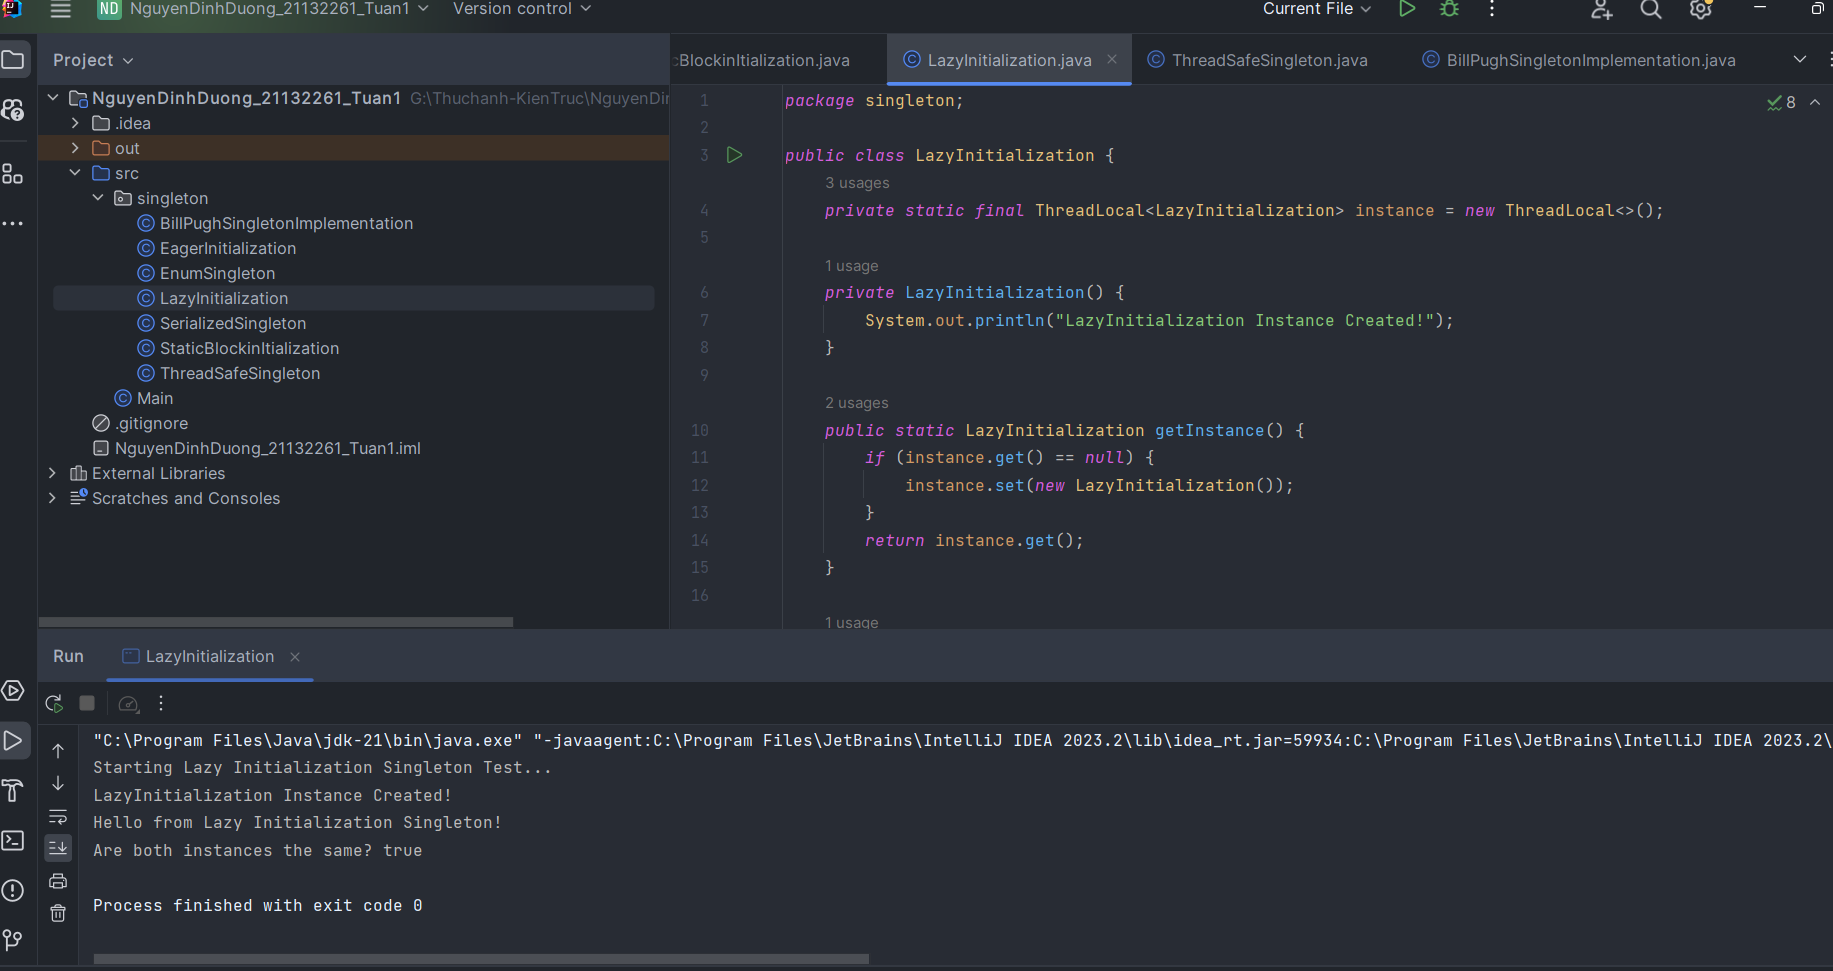 ND NguyenDinhDuong_21132261_Tuan1 Version control Current File
Project
BlockinItialization.java LazyInitialization.java ThreadSafeSingleton.java BillPughSingletonImplementation.java
NguyenDinhDuong_21132261_Tuan1 G:\Thuchanh-KienTruc\NguyenDin
.idea
out
src
singleton
BillPughSingletonImplementation
EagerInitialization
EnumSingleton
LazyInitialization
SerializedSingleton
StaticBlockinItialization
ThreadSafeSingleton
Main
.gitignore
NguyenDinhDuong_21132261_Tuan1.iml
External Libraries
Scratches and Consoles
8
1 package singleton;
2
3 public class LazyInitialization {
3 usages
4 private static final ThreadLocal<LazyInitialization> instance = new ThreadLocal<>();
5
1 usage
6 private LazyInitialization() {
7 System.out.println("LazyInitialization Instance Created!");
8 }
9
2 usages
10 public static LazyInitialization getInstance() {
11 if (instance.get() == null) {
12 instance.set(new LazyInitialization());
13 }
14 return instance.get();
15 }
16
1 usage
Run LazyInitialization
"C:\Program Files\Java\jdk-21\bin\java.exe" "-javaagent:C:\Program Files\JetBrains\IntelliJ IDEA 2023.2\lib\idea_rt.jar=59934:C:\Program Files\JetBrains\IntelliJ IDEA 2023.2\
Starting Lazy Initialization Singleton Test...
LazyInitialization Instance Created!
Hello from Lazy Initialization Singleton!
Are both instances the same? true
Process finished with exit code 0